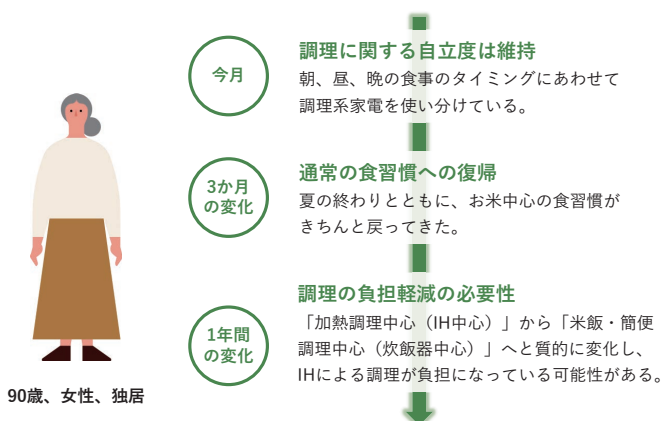 今月
調理に関する自立度は維持
朝、昼、晩の食事のタイミングにあわせて
調理系家電を使い分けている。
3か月
の変化
通常の食習慣への復帰
夏の終わりとともに、お米中心の食習慣が
きちんと戻ってきた。
1年間
の変化
調理の負担軽減の必要性
「加熱調理中心（IH中心）」から「米飯・簡便
調理中心（炊飯器中心）」へと質的に変化し、
IHによる調理が負担になっている可能性がある。
90歳、女性、独居